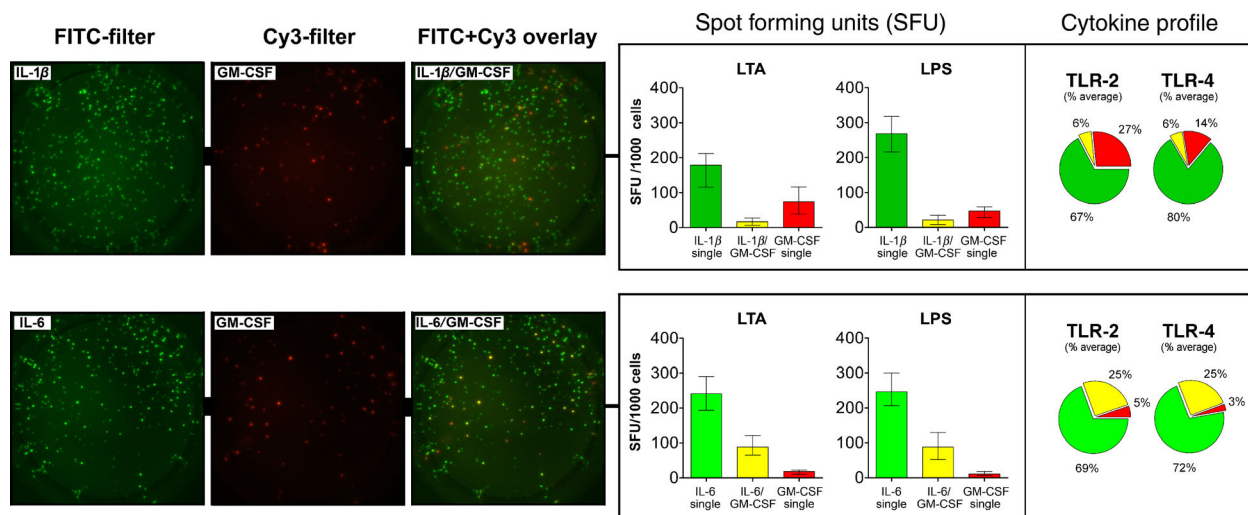 FITC-filter Cy3-filter FITC+Cy3 overlay Spot forming units (SFU) Cytokine profile
IL-1β GM-CSF IL-1β/GM-CSF
LTA LPS
SFU /1000 cells
400
300
200
100
0
IL-1β single
IL-1β/ GM-CSF
GM-CSF single
400
300
200
100
0
IL-1β single
IL-1β/ GM-CSF
GM-CSF single
TLR-2 TLR-4
(% average) (% average)
6% 27% 6% 14%
67% 80%
IL-6 GM-CSF IL-6/GM-CSF
LTA LPS
SFU/1000 cells
400
300
200
100
0
IL-6 single
IL-6/ GM-CSF
GM-CSF single
400
300
200
100
0
IL-6 single
IL-6/ GM-CSF
GM-CSF single
TLR-2 TLR-4
(% average) (% average)
25% 5% 25% 3%
69% 72%